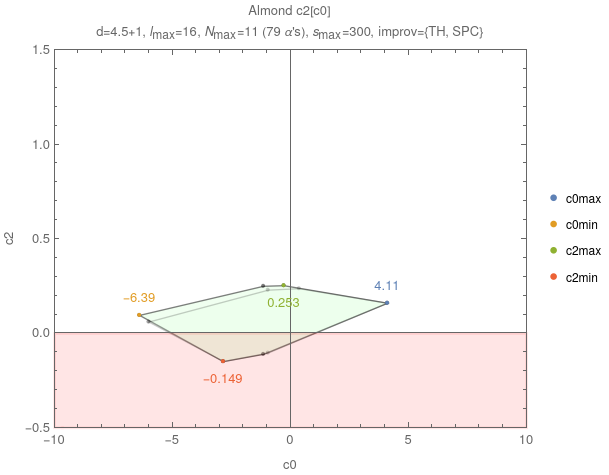 Almond c2[c0]
d=4.5+1, lmax=16, Nmax=11 (79 α's), smax=300, improv={TH, SPC}
1.5
1.0
0.5
0.0
−0.5
c2
−10
−5
0
5
10
c0
−6.39
4.11
0.253
−0.149
c0max
c0min
c2max
c2min